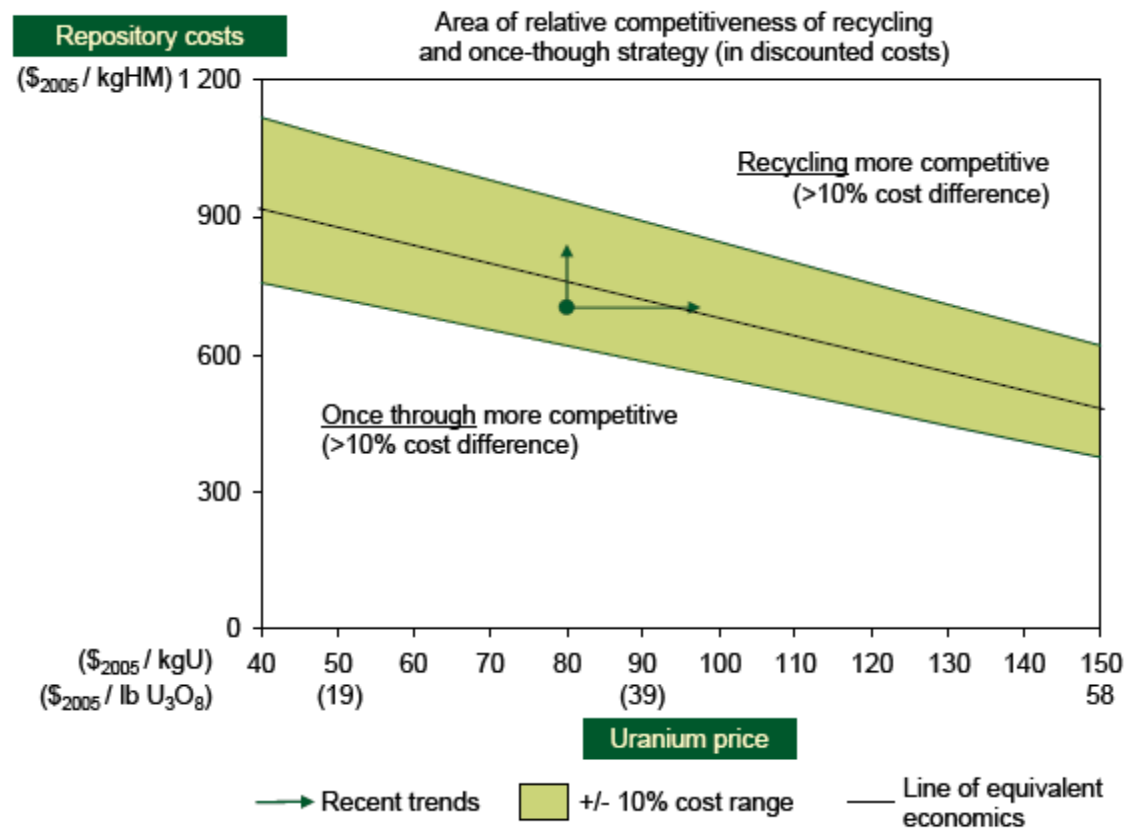 Repository costs
Area of relative competitiveness of recycling
and once-though strategy (in discounted costs)
($2005 / kgHM)
1 200
900
600
300
0
Recycling more competitive
(>10% cost difference)
Once through more competitive
(>10% cost difference)
($2005 / kgU) 40 50 60 70 80 90 100 110 120 130 140 150
($2005 / lb U3O8) (19) (39) 58
Uranium price
Recent trends
+/- 10% cost range
Line of equivalent
economics